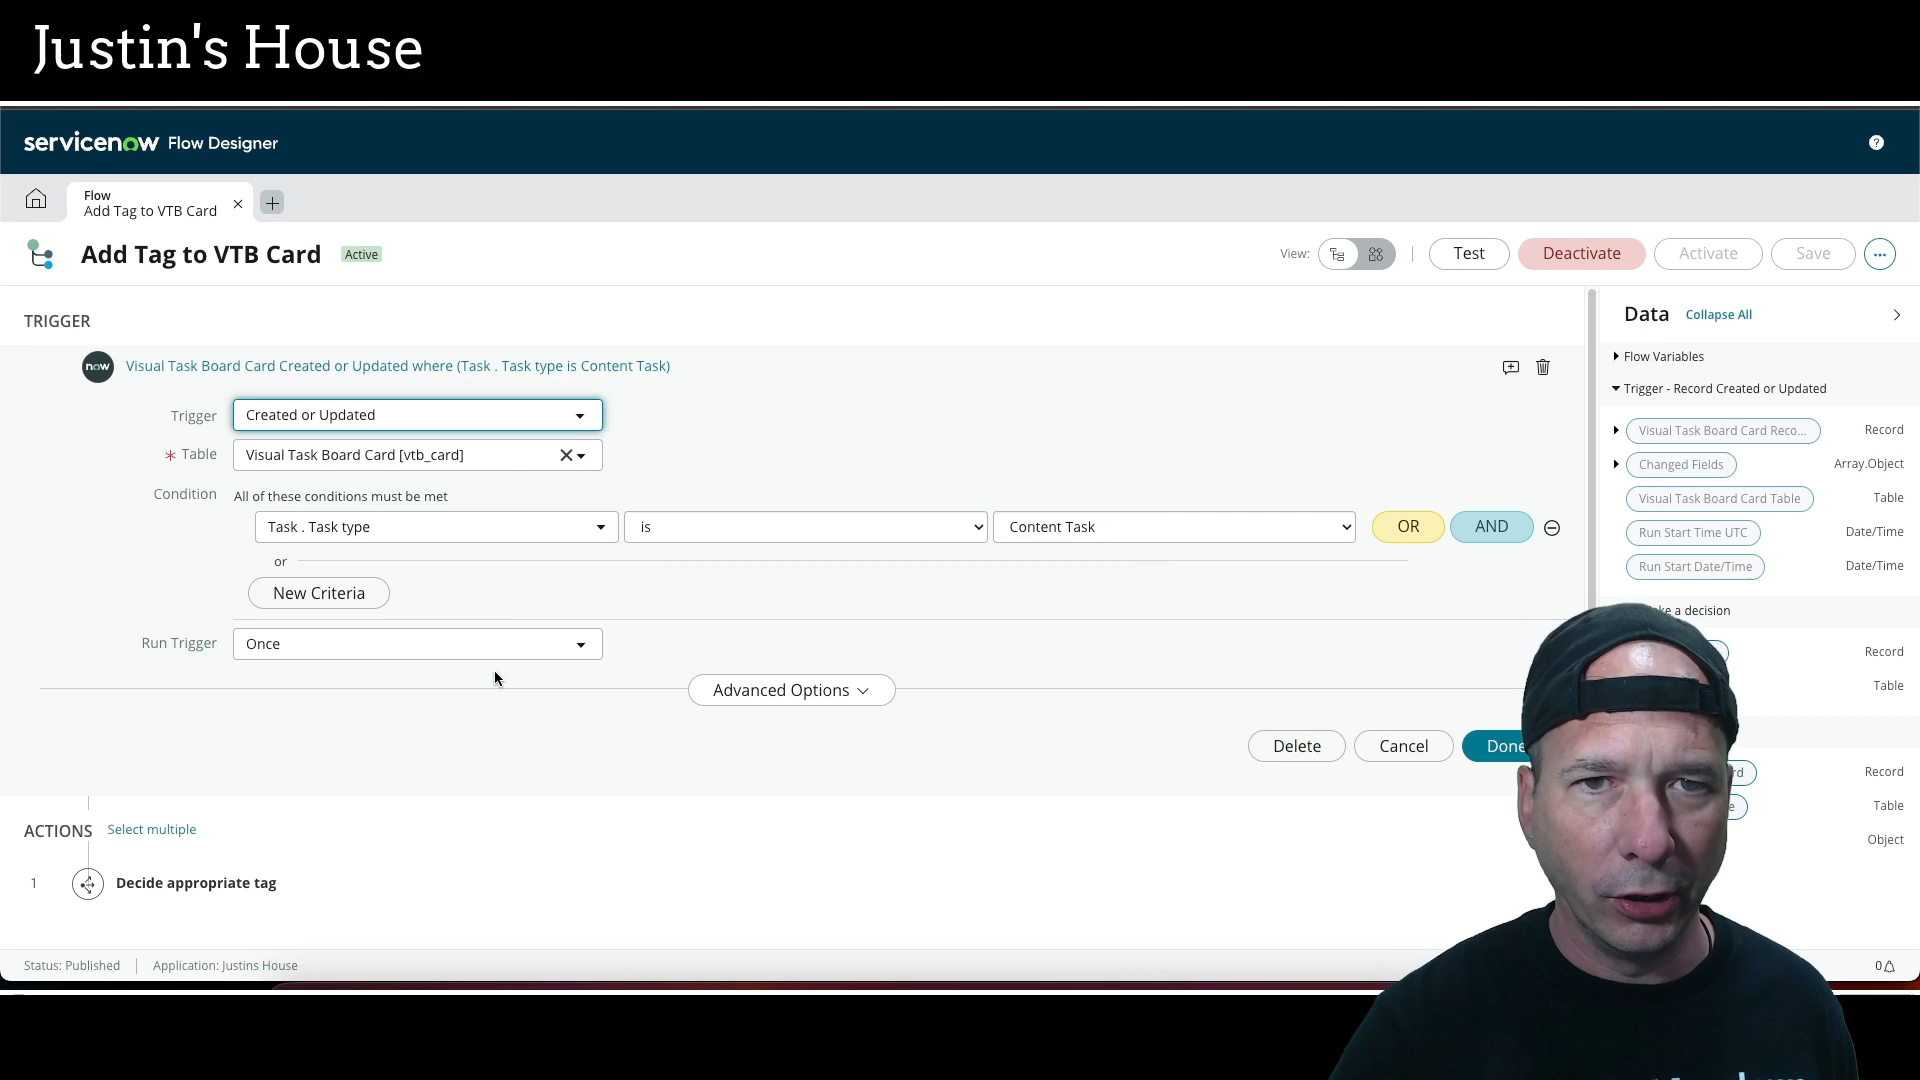 Justin's House
servicenow Flow Designer
?
Flow
Add Tag to VTB Card
Add Tag to VTB Card Active
View: Test Deactivate Activate Save
TRIGGER
now Visual Task Board Card Created or Updated where (Task . Task type is Content Task)
Trigger Created or Updated
* Table Visual Task Board Card [vtb_card]
Condition All of these conditions must be met
Task . Task type is Content Task OR AND
or
New Criteria
Run Trigger Once
Advanced Options
Delete Cancel Done
ACTIONS Select multiple
1 Decide appropriate tag
Status: Published Application: Justins House
Data Collapse All
Flow Variables
Trigger - Record Created or Updated
Visual Task Board Card Reco... Record
Changed Fields Array.Object
Visual Task Board Card Table Table
Run Start Time UTC Date/Time
Run Start Date/Time Date/Time
a decision
Record
Table
Record
Table
Object
0